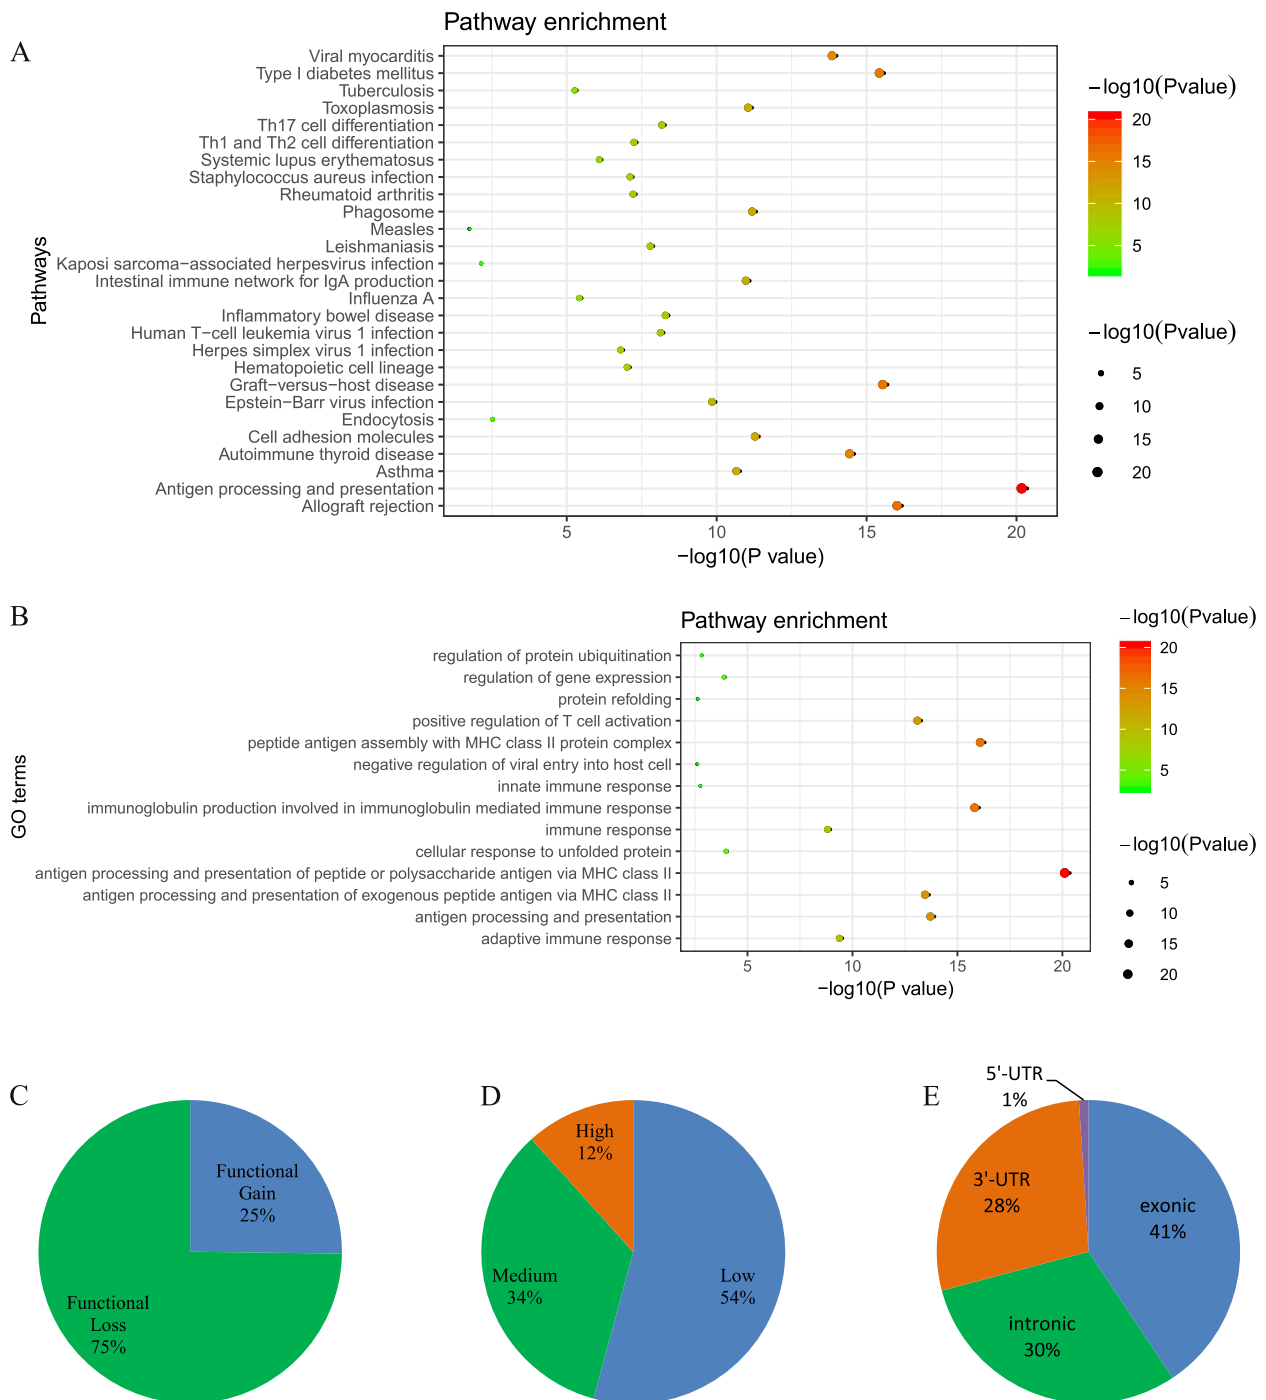 A
Pathway enrichment
Viral myocarditis
Type I diabetes mellitus
Tuberculosis
Toxoplasmosis
Th17 cell differentiation
Th1 and Th2 cell differentiation
Systemic lupus erythematosus
Staphylococcus aureus infection
Rheumatoid arthritis
Phagosome
Measles
Leishmaniasis
Kaposi sarcoma−associated herpesvirus infection
Intestinal immune network for IgA production
Influenza A
Inflammatory bowel disease
Human T−cell leukemia virus 1 infection
Herpes simplex virus 1 infection
Hematopoietic cell lineage
Graft−versus−host disease
Epstein−Barr virus infection
Endocytosis
Cell adhesion molecules
Autoimmune thyroid disease
Asthma
Antigen processing and presentation
Allograft rejection
Pathways
5 10 15 20
−log10(P value)
−log10(Pvalue)
20
15
10
5
−log10(Pvalue)
5
10
15
20
B
Pathway enrichment
regulation of protein ubiquitination
regulation of gene expression
protein refolding
positive regulation of T cell activation
peptide antigen assembly with MHC class II protein complex
negative regulation of viral entry into host cell
innate immune response
immunoglobulin production involved in immunoglobulin mediated immune response
immune response
cellular response to unfolded protein
antigen processing and presentation of peptide or polysaccharide antigen via MHC class II
antigen processing and presentation of exogenous peptide antigen via MHC class II
antigen processing and presentation
adaptive immune response
GO terms
5 10 15 20
−log10(P value)
−log10(Pvalue)
20
15
10
5
−log10(Pvalue)
5
10
15
20
C
Functional
Gain
25%
Functional
Loss
75%
D
High
12%
Medium
34%
Low
54%
E
5'-UTR
1%
3'-UTR
28%
exonic
41%
intronic
30%